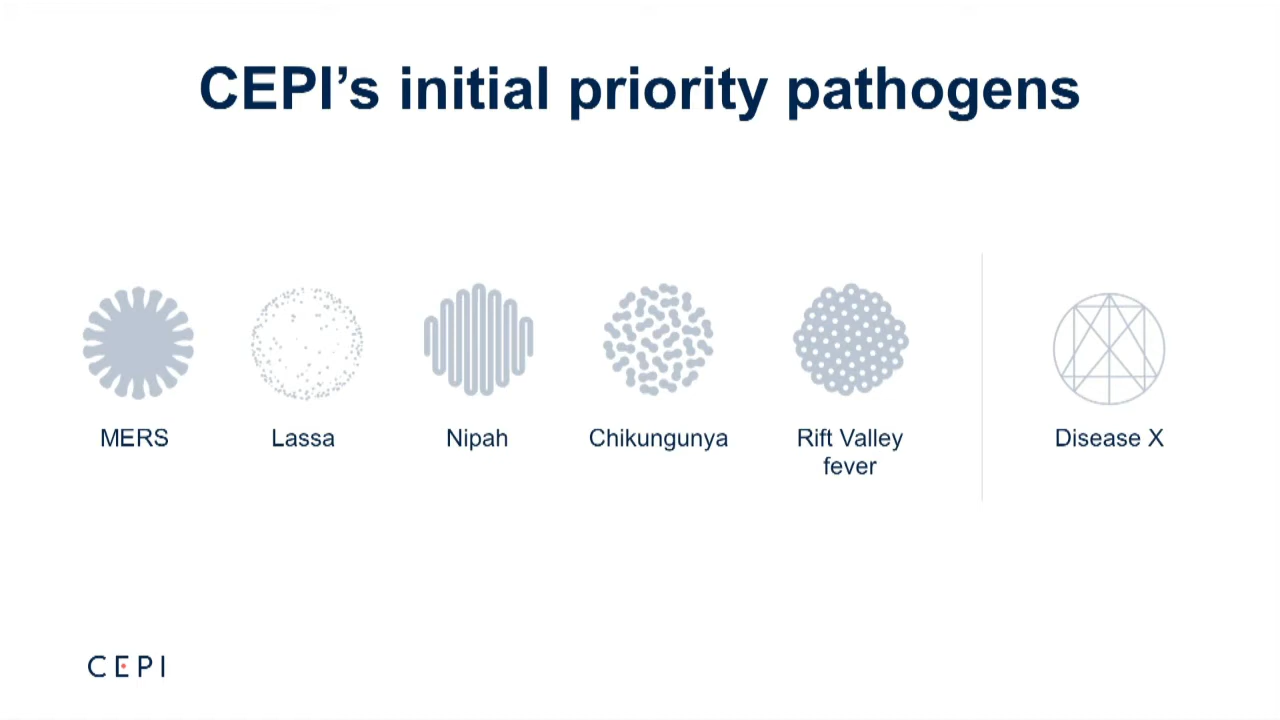 CEPI’s initial priority pathogens
MERS
Lassa
Nipah
Chikungunya
Rift Valley
fever
Disease X
CEPI